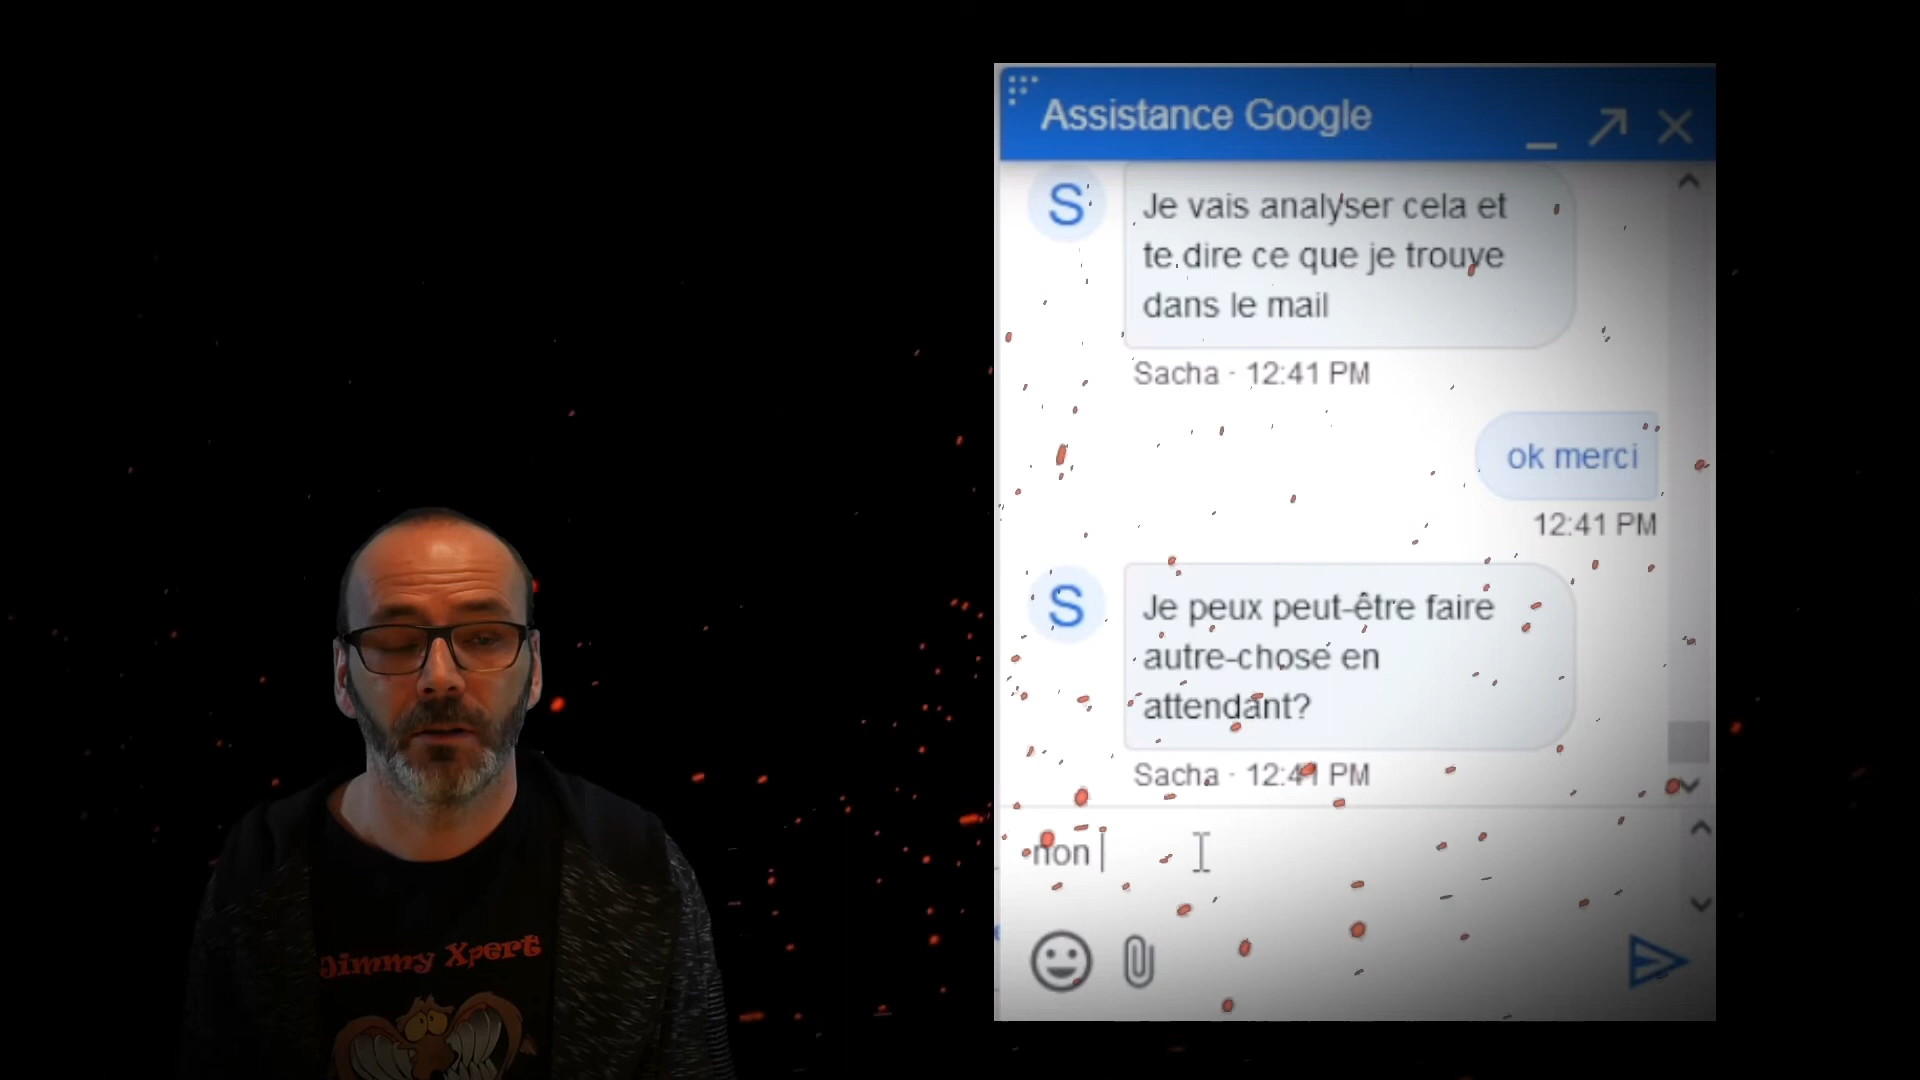 Assistance Google
S
Je vais analyser cela et
te dire ce que je trouve
dans le mail
Sacha · 12:41 PM
ok merci
12:41 PM
S
Je peux peut-être faire
autre-chose en
attendant?
Sacha · 12:41 PM
non
Jimmy Xpert